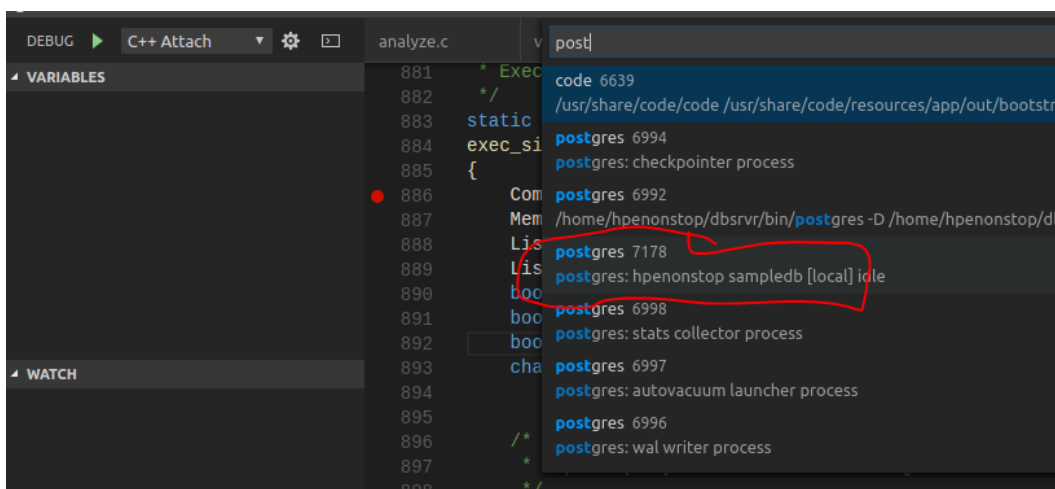 DEBUG C++ Attach analyze.c v post
VARIABLES
WATCH
881 * Exec
882 */
883 static
884 exec_si
885 {
886 Com
887 Mem
888 Lis
889 Lis
890 boo
891 boo
892 boo
893 cha
894
895
896 /*
897 *
898 */
code 6639
/usr/share/code/code /usr/share/code/resources/app/out/bootstr
postgres 6994
postgres: checkpointer process
postgres 6992
/home/hpenonstop/dbsrvr/bin/postgres -D /home/hpenonstop/d
postgres 7178
postgres: hpenonstop sampledb [local] idle
postgres 6998
postgres: stats collector process
postgres 6997
postgres: autovacuum launcher process
postgres 6996
postgres: wal writer process